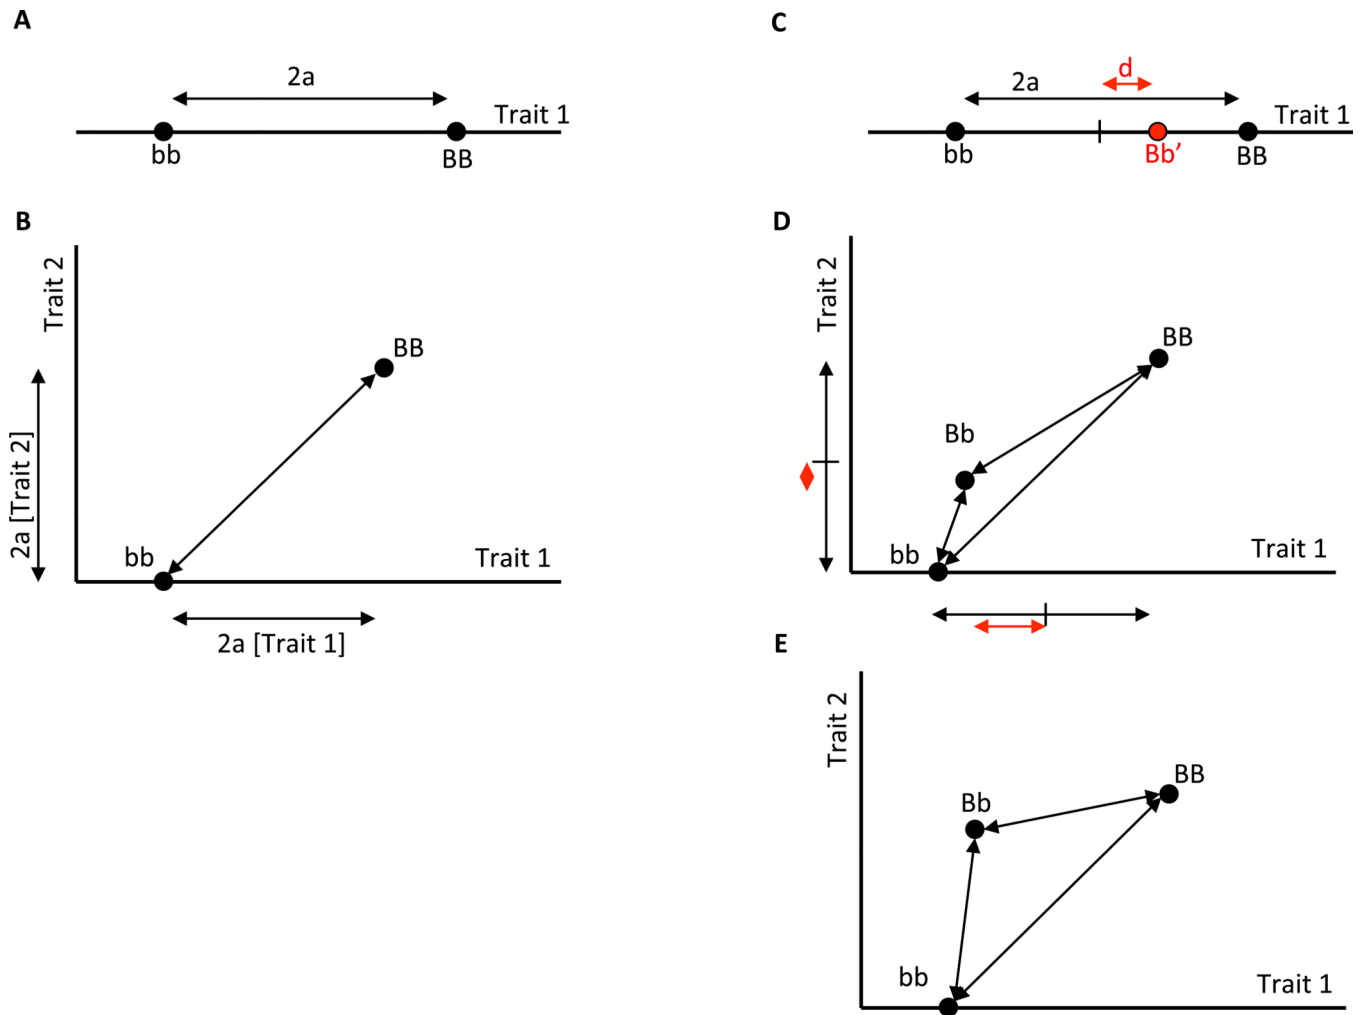 A
2a
Trait 1
bb
BB
B
Trait 2
2a [Trait 2]
BB
bb
Trait 1
2a [Trait 1]
C
d
2a
Trait 1
bb
Bb’
BB
D
Trait 2
BB
Bb
bb
Trait 1
E
Trait 2
BB
Bb
bb
Trait 1